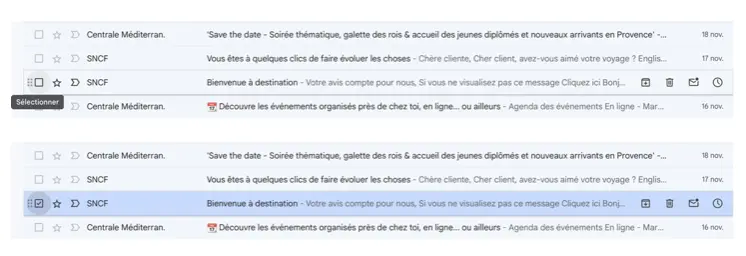 Centrale Méditerran. 'Save the date - Soirée thématique, galette des rois & accueil des jeunes diplômés et nouveaux arrivants en Provence' -... 18 nov.
SNCF Vous êtes à quelques clics de faire évoluer les choses - Chère cliente, Cher client, avez-vous aimé votre voyage ? Englis... 17 nov.
SNCF Bienvenue à destination - Votre avis compte pour nous, Si vous ne visualisez pas ce message Cliquez ici Bonj...
Sélectionner
Centrale Méditerran. 📅 Découvre les événements organisés près de chez toi, en ligne... ou ailleurs - Agenda des événements En ligne - Mar... 16 nov.
Centrale Méditerran. 'Save the date - Soirée thématique, galette des rois & accueil des jeunes diplômés et nouveaux arrivants en Provence' -... 18 nov.
SNCF Vous êtes à quelques clics de faire évoluer les choses - Chère cliente, Cher client, avez-vous aimé votre voyage ? Englis... 17 nov.
SNCF Bienvenue à destination - Votre avis compte pour nous, Si vous ne visualisez pas ce message Cliquez ici Bonj...
Centrale Méditerran. 📅 Découvre les événements organisés près de chez toi, en ligne... ou ailleurs - Agenda des événements En ligne - Mar... 16 nov.